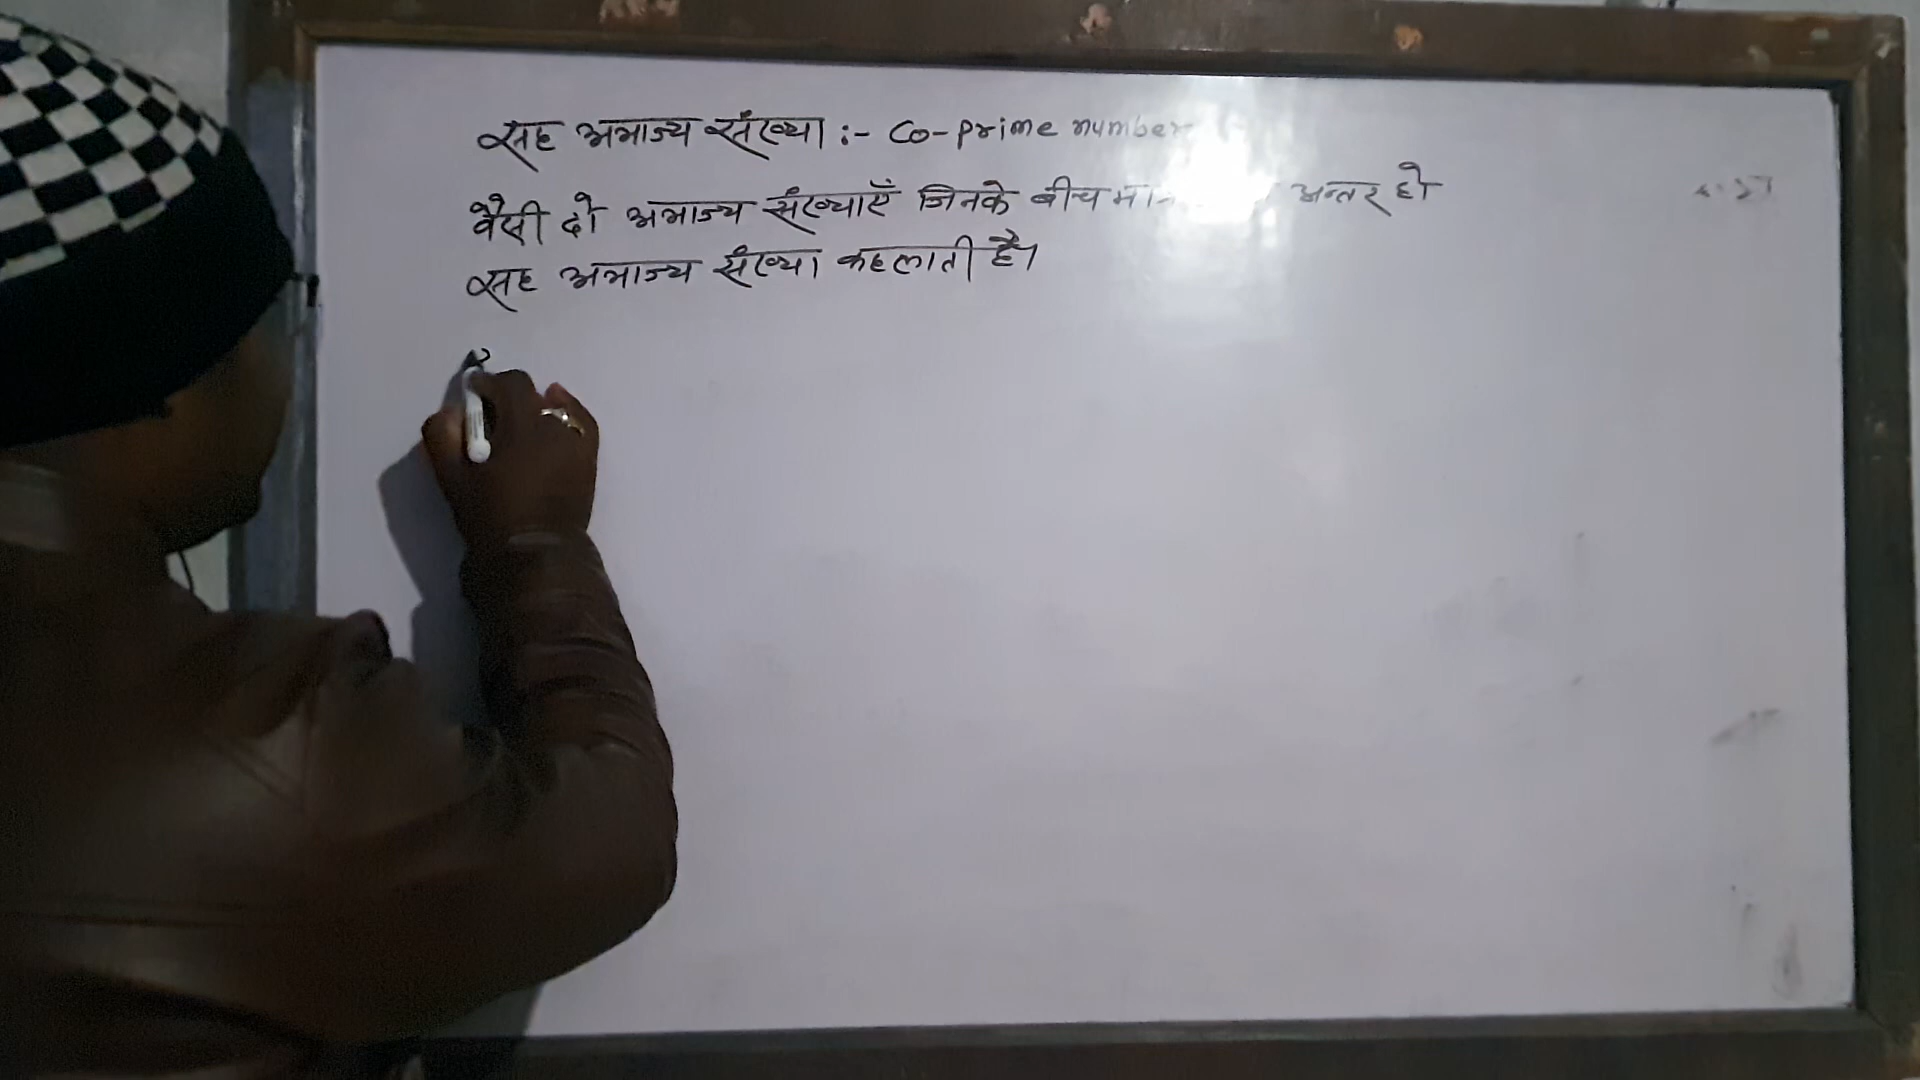 सह अभाज्य संख्या :- Co-prime number
वैसी दो अभाज्य संख्याएँ जिनके बीच अन्तर हो
सह अभाज्य संख्या कहलाती है।